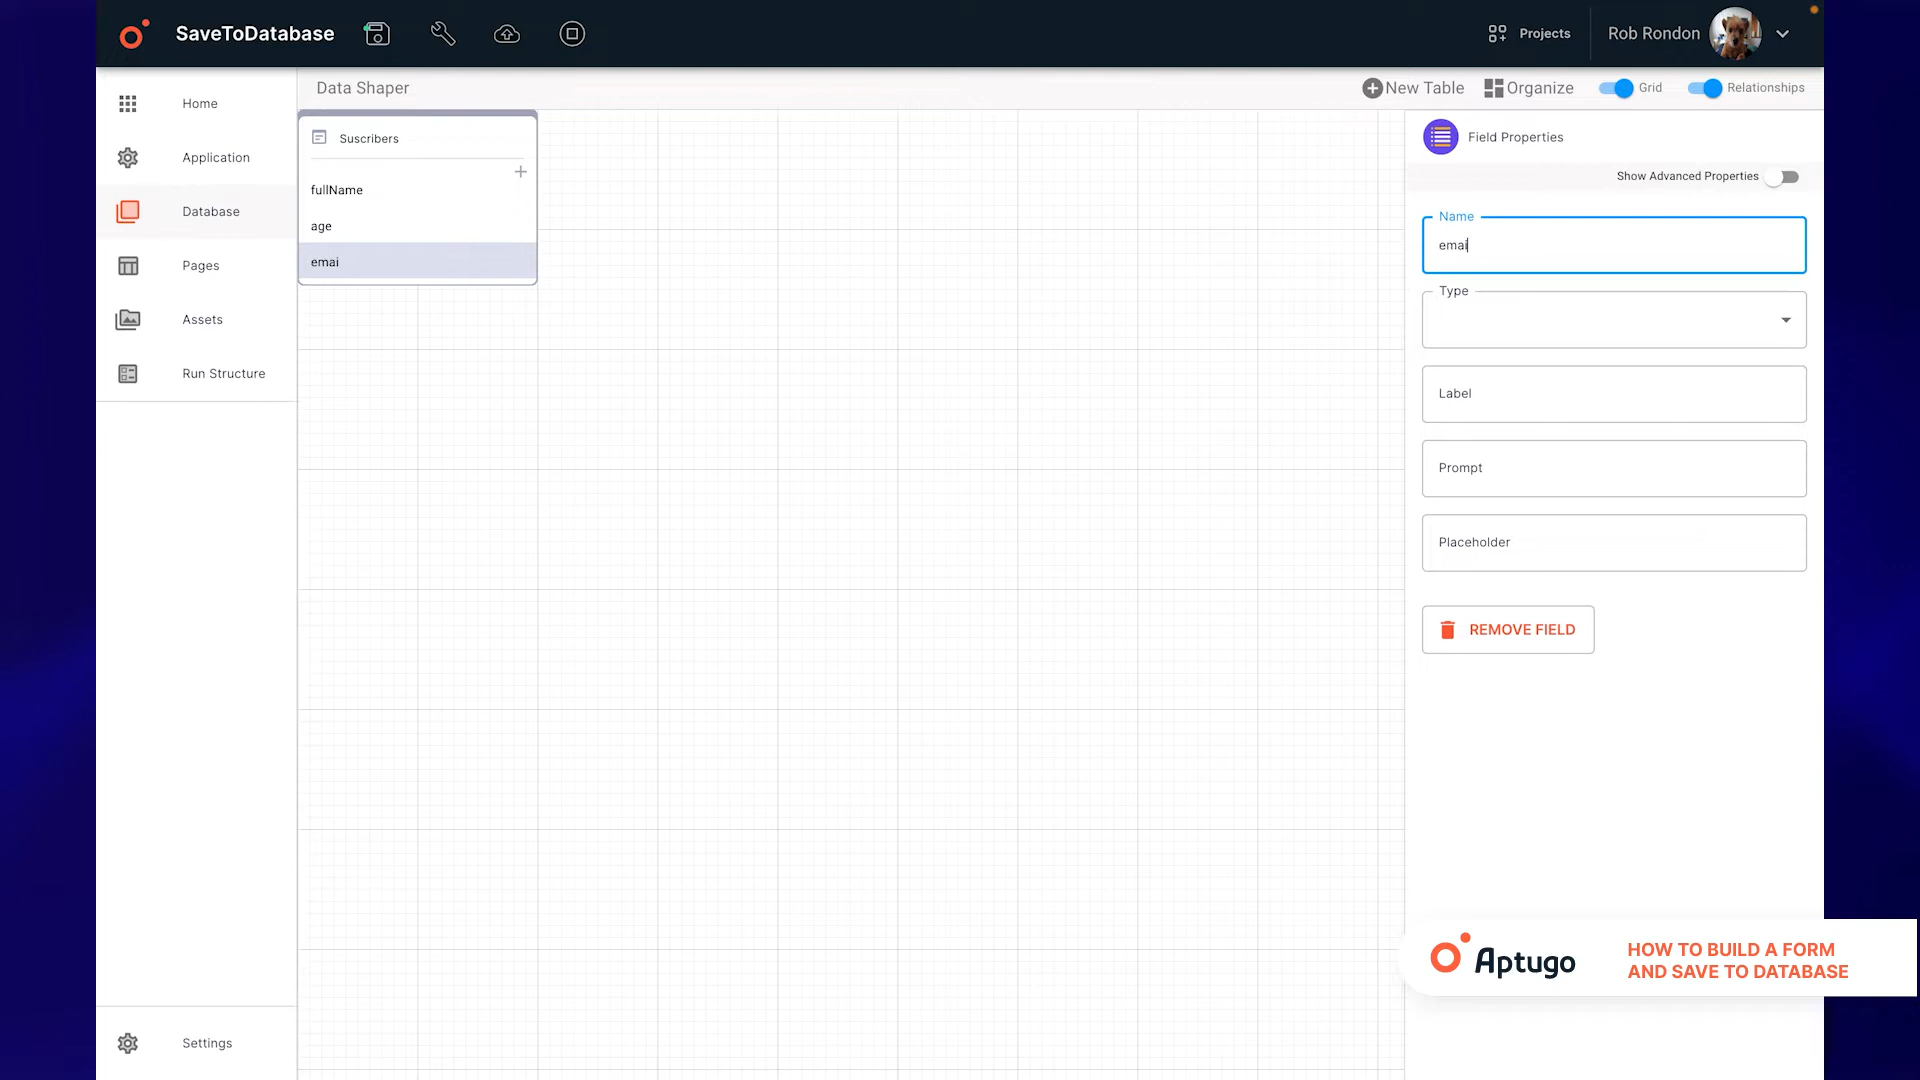 SaveToDatabase
Projects
Rob Rondon
Home
Application
Database
Pages
Assets
Run Structure
Settings
Data Shaper
New Table
Organize
Grid
Relationships
Suscribers
fullName
age
emai
Field Properties
Show Advanced Properties
Name
emai
Type
Label
Prompt
Placeholder
REMOVE FIELD
Aptugo
HOW TO BUILD A FORM
AND SAVE TO DATABASE